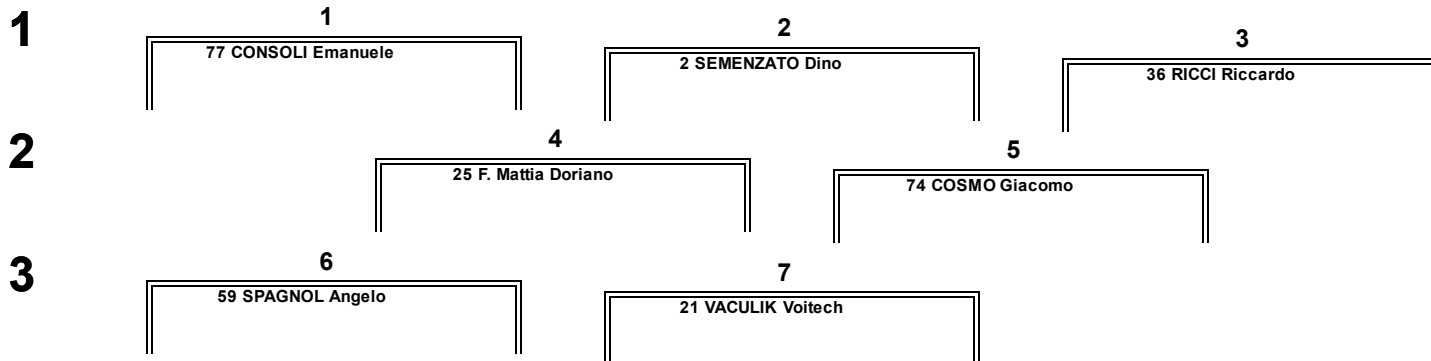 1
1
77 CONSOLI Emanuele
2
2 SEMENZATO Dino
3
36 RICCI Riccardo
2
4
25 F. Mattia Doriano
5
74 COSMO Giacomo
3
6
59 SPAGNOL Angelo
7
21 VACULIK Voitech